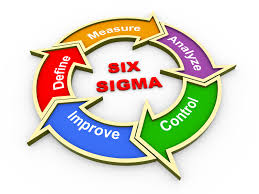 SIX
SIGMA
Define
Measure
Analyze
Control
Improve